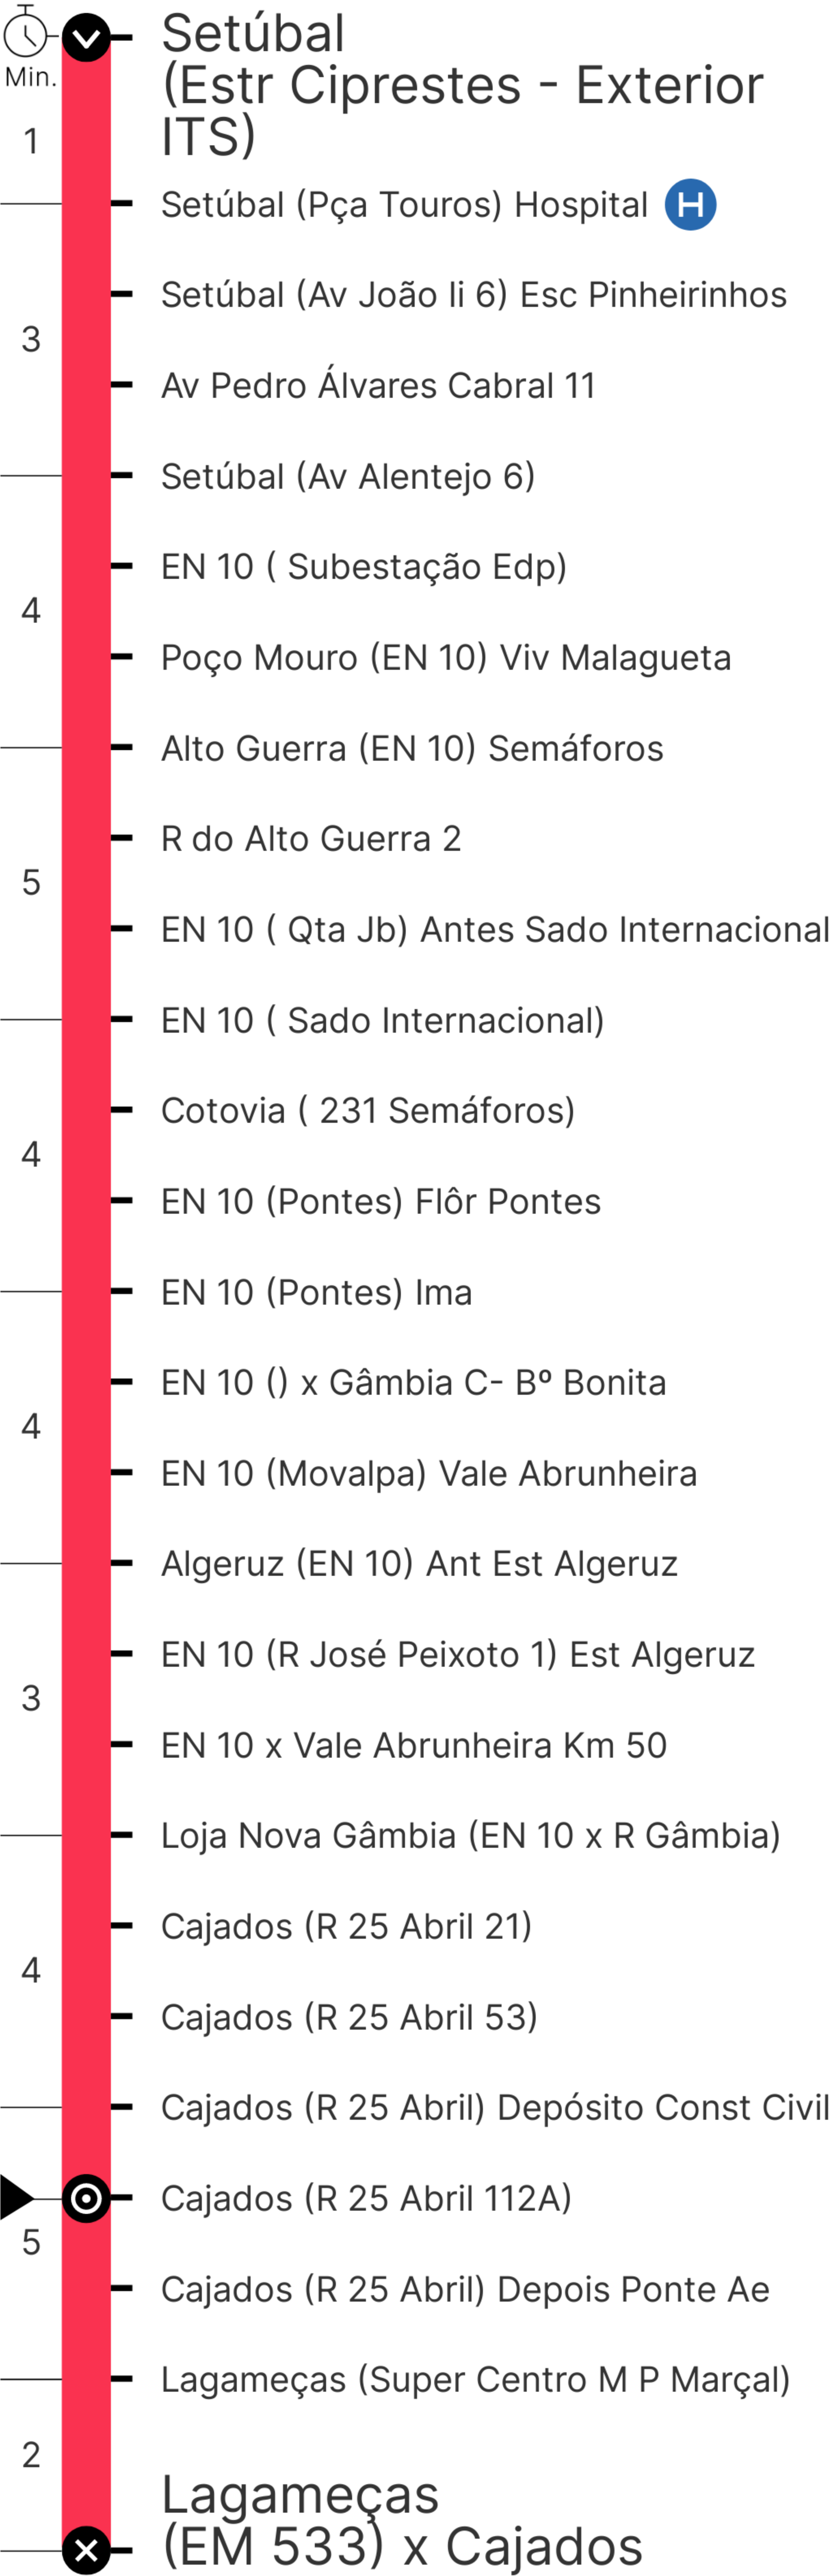 Setúbal
(Estr Ciprestes - Exterior
ITS)
Min.
1
Setúbal (Pça Touros) Hospital H
Setúbal (Av João Ii 6) Esc Pinheirinhos
3
Av Pedro Álvares Cabral 11
Setúbal (Av Alentejo 6)
EN 10 ( Subestação Edp)
4
Poço Mouro (EN 10) Viv Malagueta
Alto Guerra (EN 10) Semáforos
R do Alto Guerra 2
5
EN 10 ( Qta Jb) Antes Sado Internacional
EN 10 ( Sado Internacional)
Cotovia ( 231 Semáforos)
4
EN 10 (Pontes) Flôr Pontes
EN 10 (Pontes) Ima
EN 10 () x Gâmbia C- Bº Bonita
4
EN 10 (Movalpa) Vale Abrunheira
Algeruz (EN 10) Ant Est Algeruz
EN 10 (R José Peixoto 1) Est Algeruz
3
EN 10 x Vale Abrunheira Km 50
Loja Nova Gâmbia (EN 10 x R Gâmbia)
Cajados (R 25 Abril 21)
4
Cajados (R 25 Abril 53)
Cajados (R 25 Abril) Depósito Const Civil
Cajados (R 25 Abril 112A)
5
Cajados (R 25 Abril) Depois Ponte Ae
Lagameças (Super Centro M P Marçal)
2
Lagameças
(EM 533) x Cajados